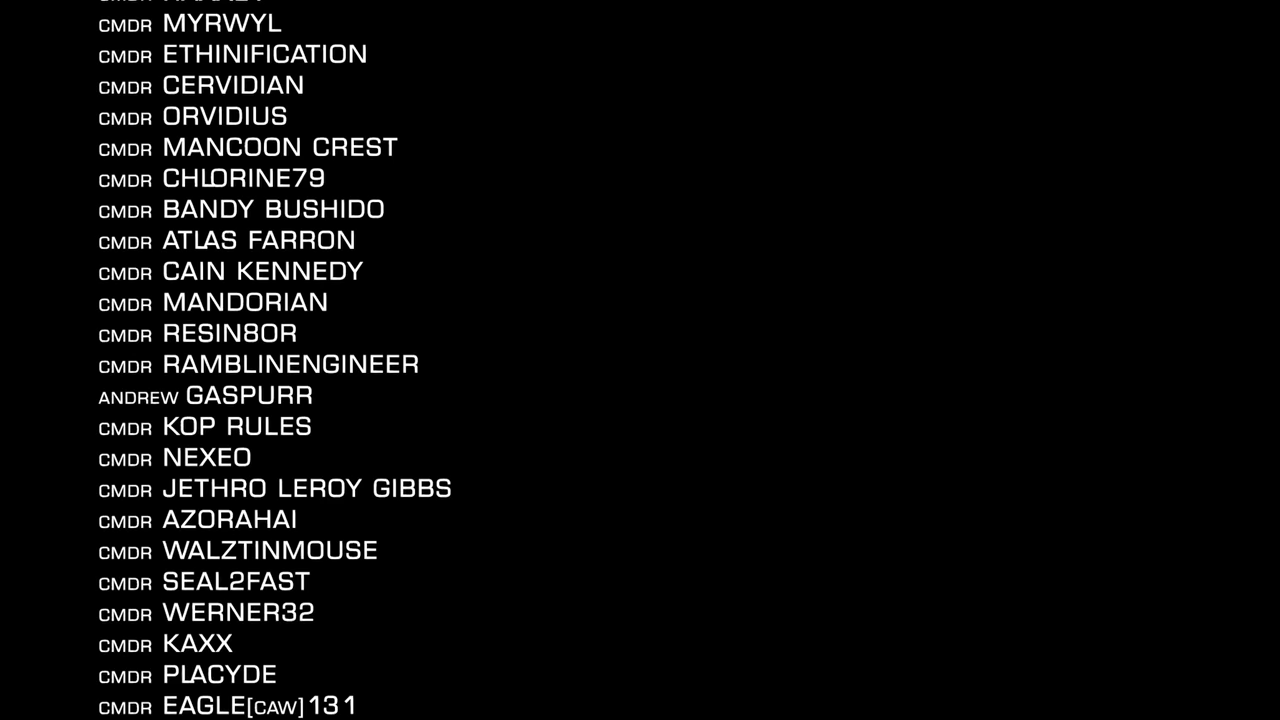 CMDR MYRWYL
CMDR ETHINIFICATION
CMDR CERVIDIAN
CMDR ORVIDIUS
CMDR MANCOON CREST
CMDR CHLORINE79
CMDR BANDY BUSHIDO
CMDR ATLAS FARRON
CMDR CAIN KENNEDY
CMDR MANDORIAN
CMDR RESIN8OR
CMDR RAMBLINENGINEER
ANDREW GASPURR
CMDR KOP RULES
CMDR NEXEO
CMDR JETHRO LEROY GIBBS
CMDR AZORAHAI
CMDR WALZTINMOUSE
CMDR SEAL2FAST
CMDR WERNER32
CMDR KAXX
CMDR PLACYDE
CMDR EAGLE[CAW]131